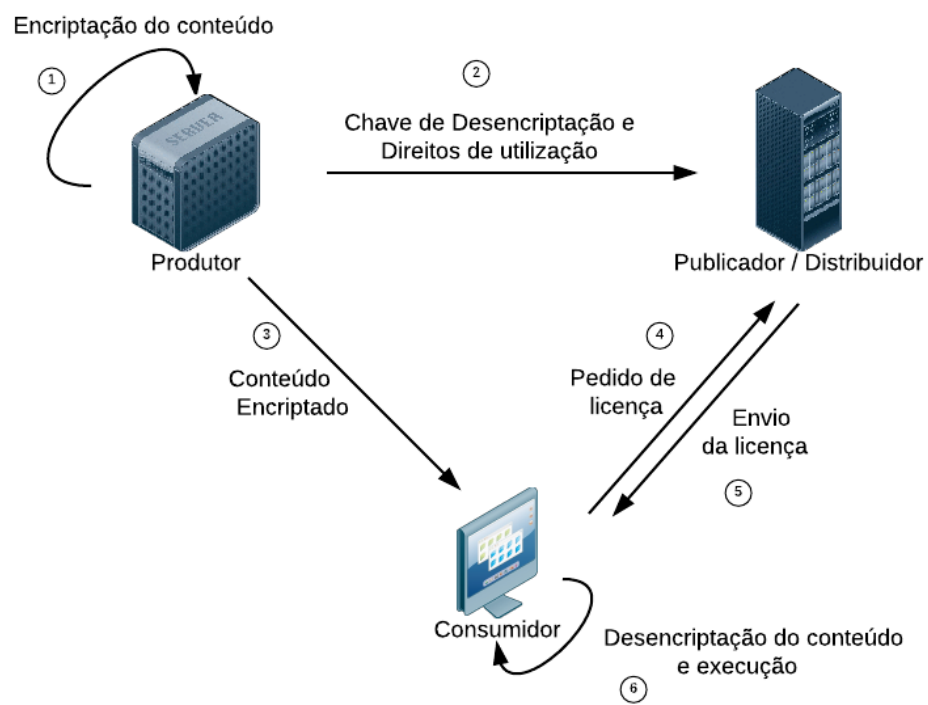 Encriptação do conteúdo
1
2
SERVER
Chave de Desencriptação e
Direitos de utilização
Produtor
Publicador / Distribuidor
3
Conteúdo
Encriptado
4
Pedido de
licença
Envio
da licença
5
Consumidor
Desencriptação do conteúdo
e execução
6